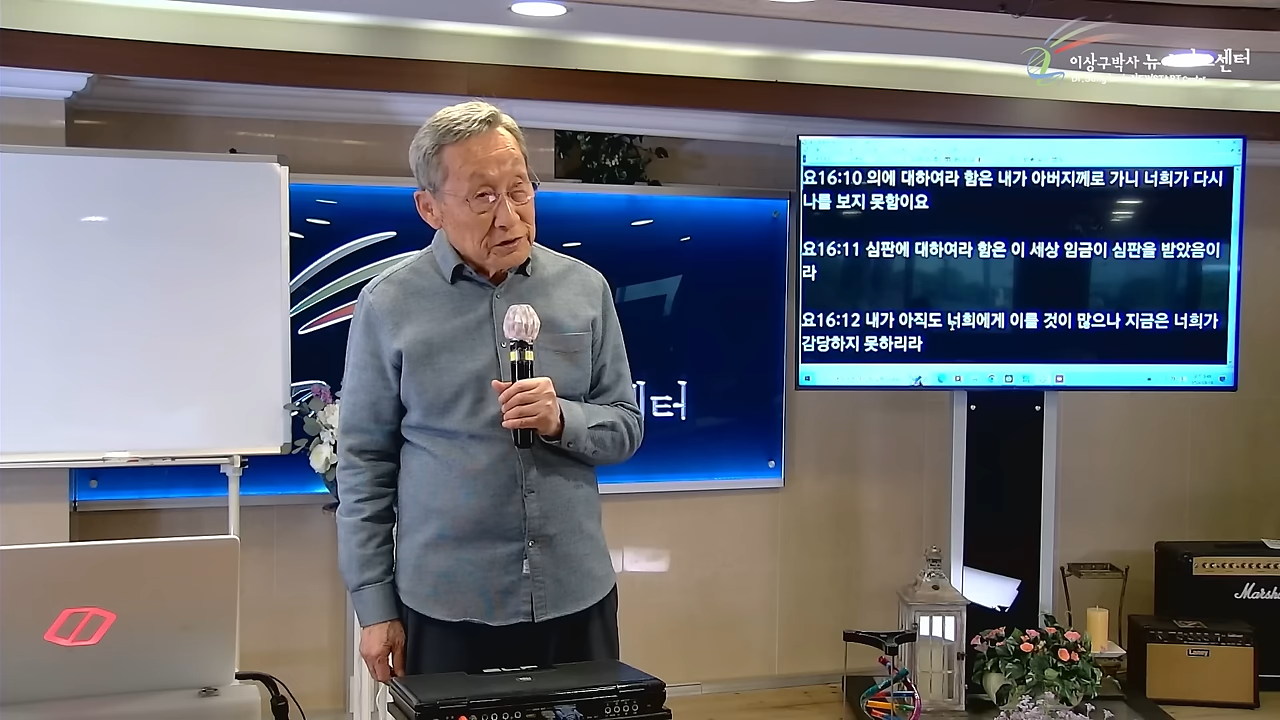 이상구박사 뉴 센터
요16:10 의에 대하여라 함은 내가 아버지께로 가니 너희가 다시
나를 보지 못함이요
요16:11 심판에 대하여라 함은 이 세상 임금이 심판을 받았음이
라
요16:12 내가 아직도 너희에게 이를 것이 많으나 지금은 너희가
감당하지 못하리라
센터
Marsh
Laney